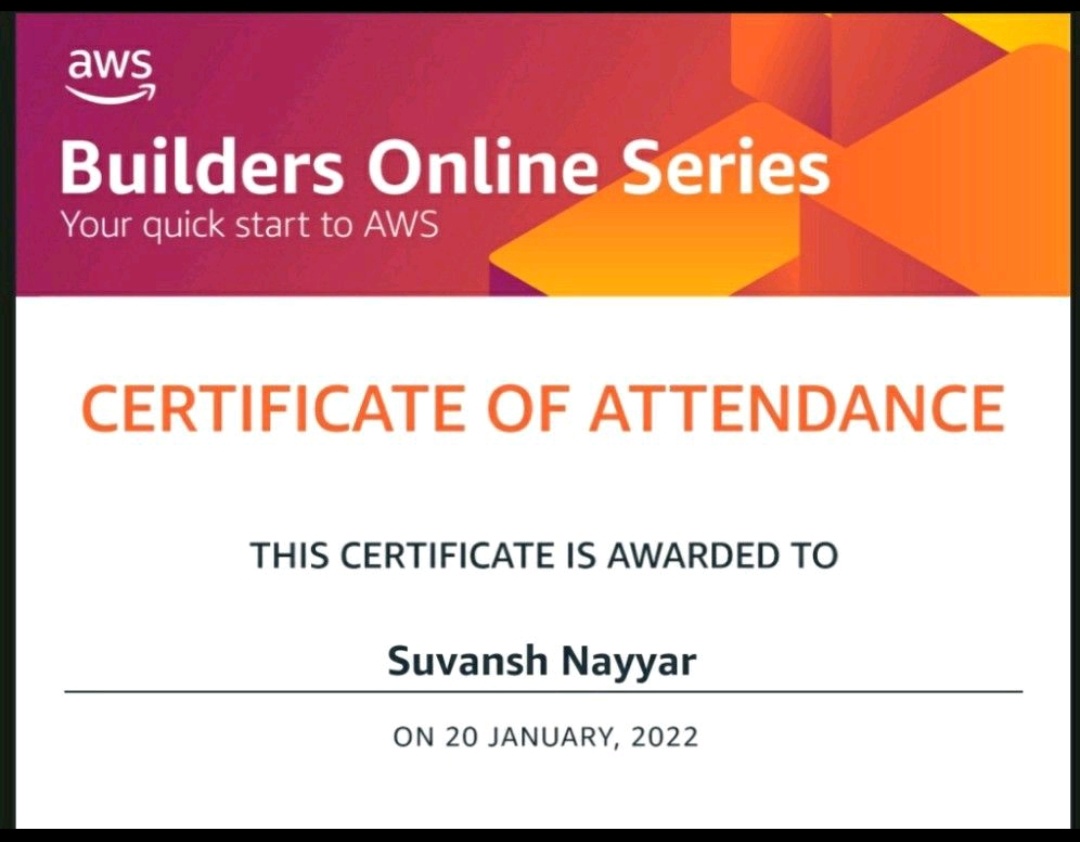 aws
Builders Online Series
Your quick start to AWS
CERTIFICATE OF ATTENDANCE
THIS CERTIFICATE IS AWARDED TO
Suvansh Nayyar
ON 20 JANUARY, 2022